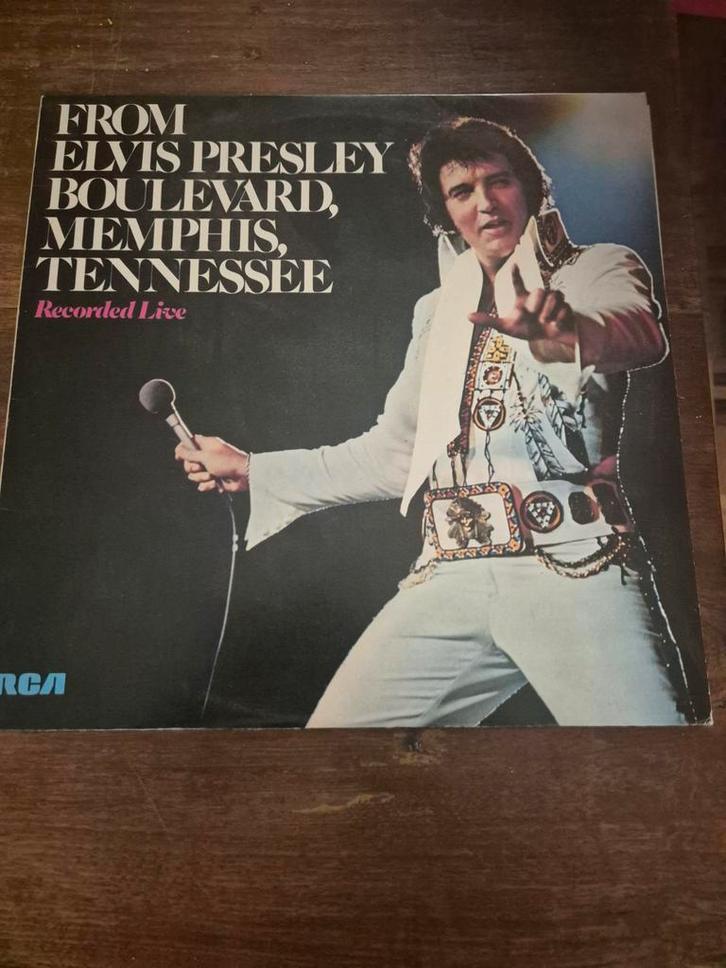 FROM
ELVIS PRESLEY
BOULEVARD,
MEMPHIS,
TENNESSEE
Recorded Live
RCA